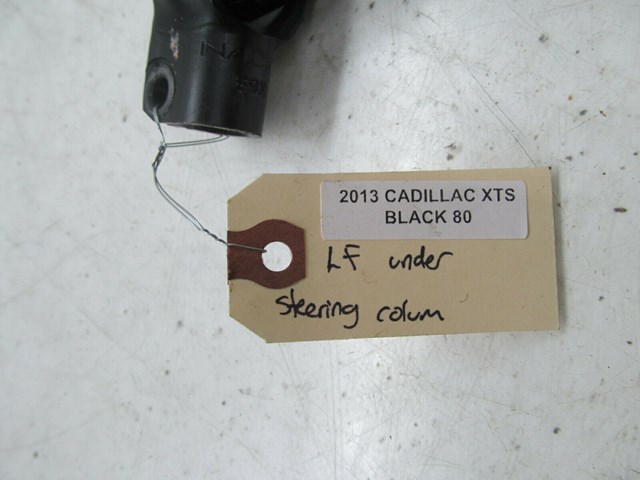 2013 CADILLAC XTS
BLACK 80
LF under
steering colum